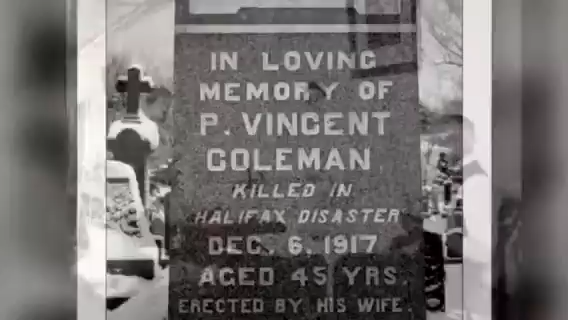 IN LOVING
MEMORY OF
P. VINCENT
COLEMAN
KILLED IN
HALIFAX DISASTER
DEC. 6, 1917
AGED 45 YRS.
ERECTED BY HIS WIFE.